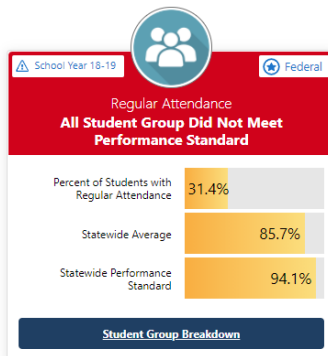 School Year 18-19
Federal
Regular Attendance
All Student Group Did Not Meet
Performance Standard
Percent of Students with
Regular Attendance
31.4%
Statewide Average
85.7%
Statewide Performance
Standard
94.1%
Student Group Breakdown